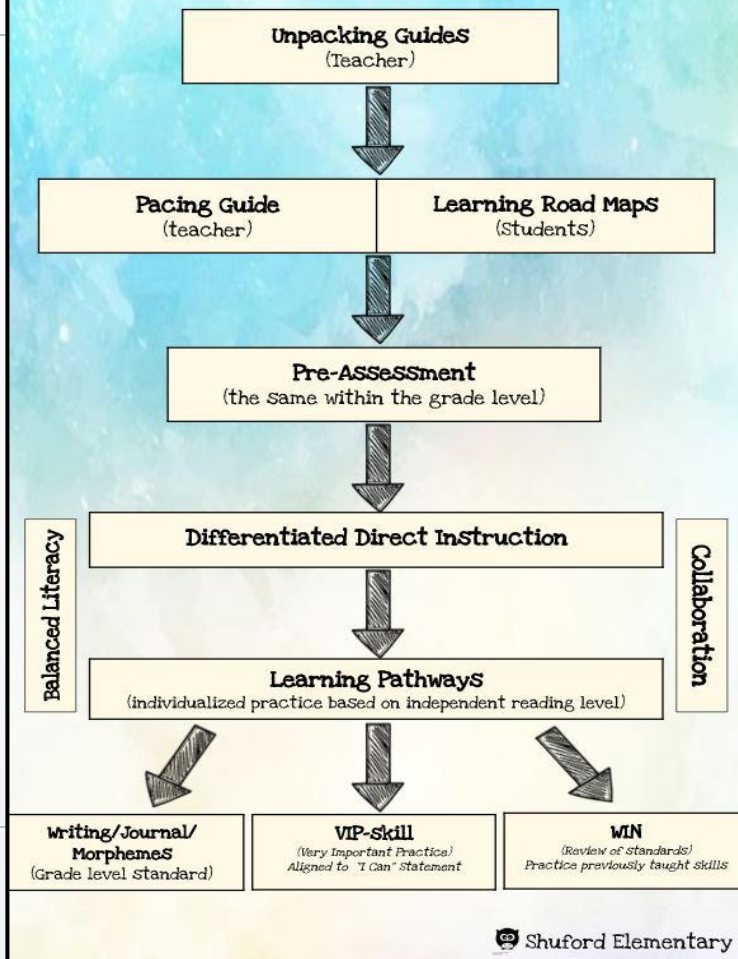 Unpacking Guides
(Teacher)
Pacing Guide
(teacher)
Learning Road Maps
(Students)
Pre-Assessment
(the same within the grade level)
Balanced Literacy
Differentiated Direct Instruction
Collaboration
Learning Pathways
(individualized practice based on independent reading level)
Writing/Journal/
Morphemes
(Grade level standard)
VIP-skill
(Very Important Practice)
Aligned to "I Can" Statement
WIN
(Review of standards)
Practice previously taught skills
Shuford Elementary